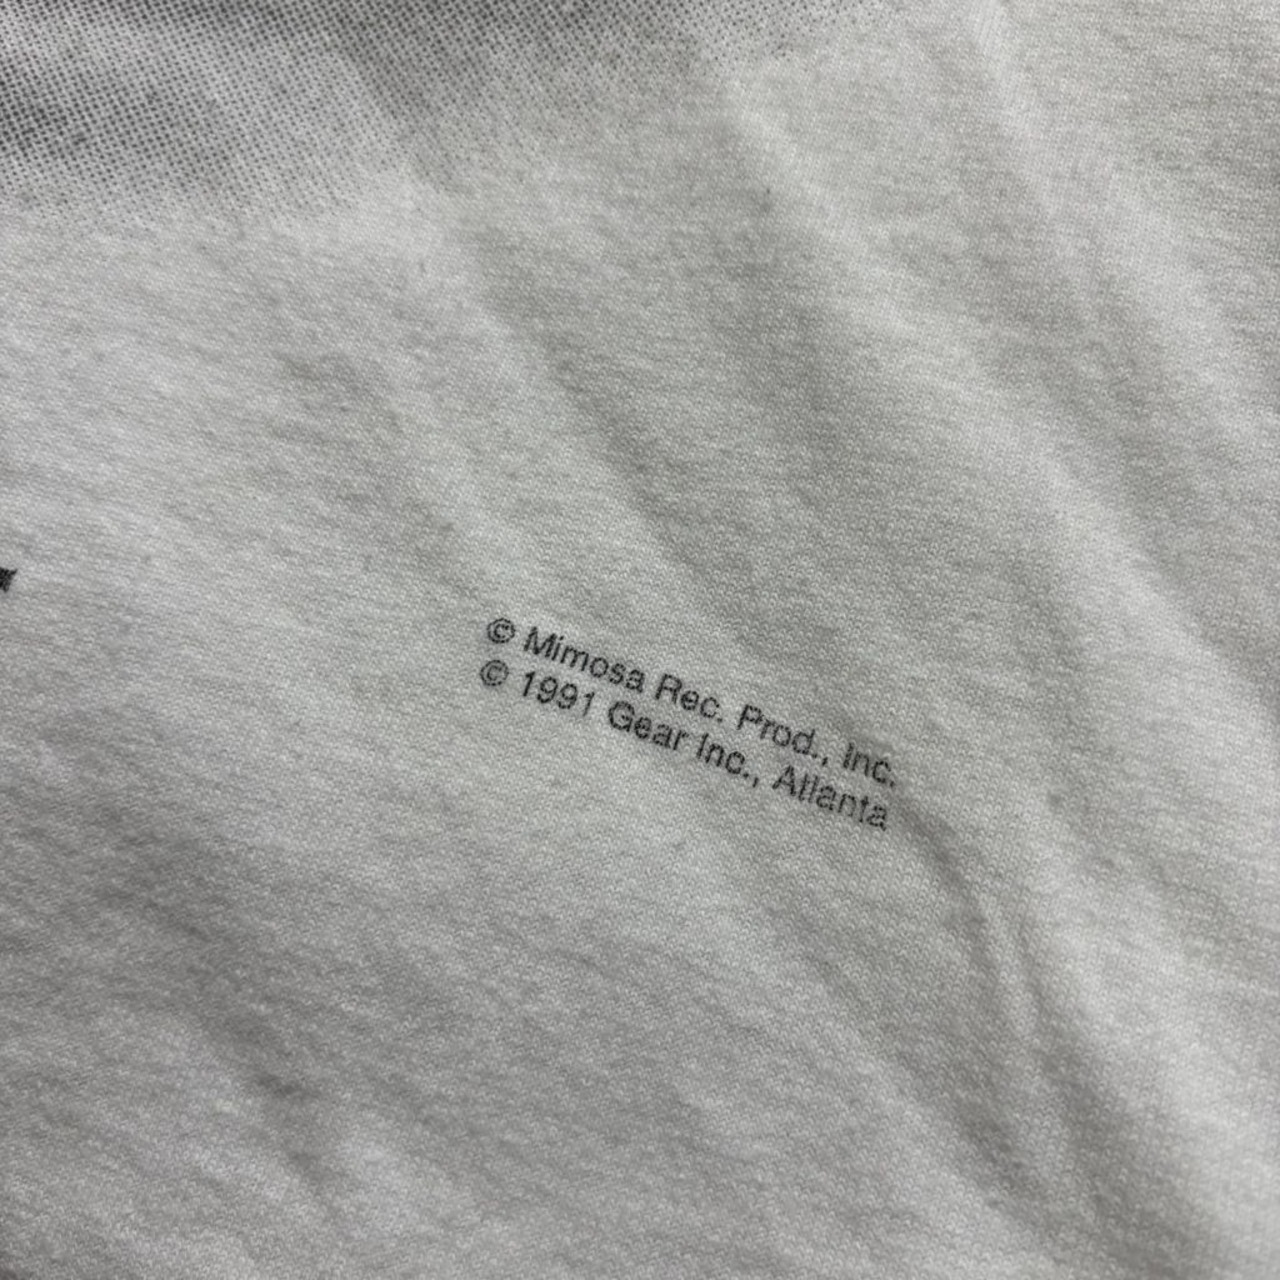 © Mimosa Rec. Prod., Inc.
© 1991 Gear Inc., Atlanta